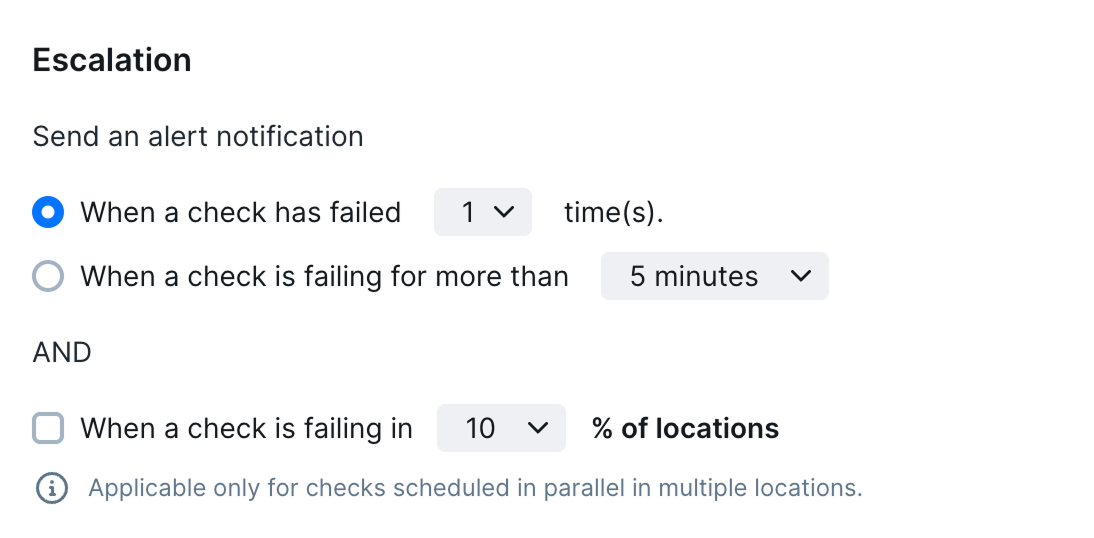 Escalation
Send an alert notification
When a check has failed 1 time(s).
When a check is failing for more than 5 minutes
AND
When a check is failing in 10 % of locations
Applicable only for checks scheduled in parallel in multiple locations.